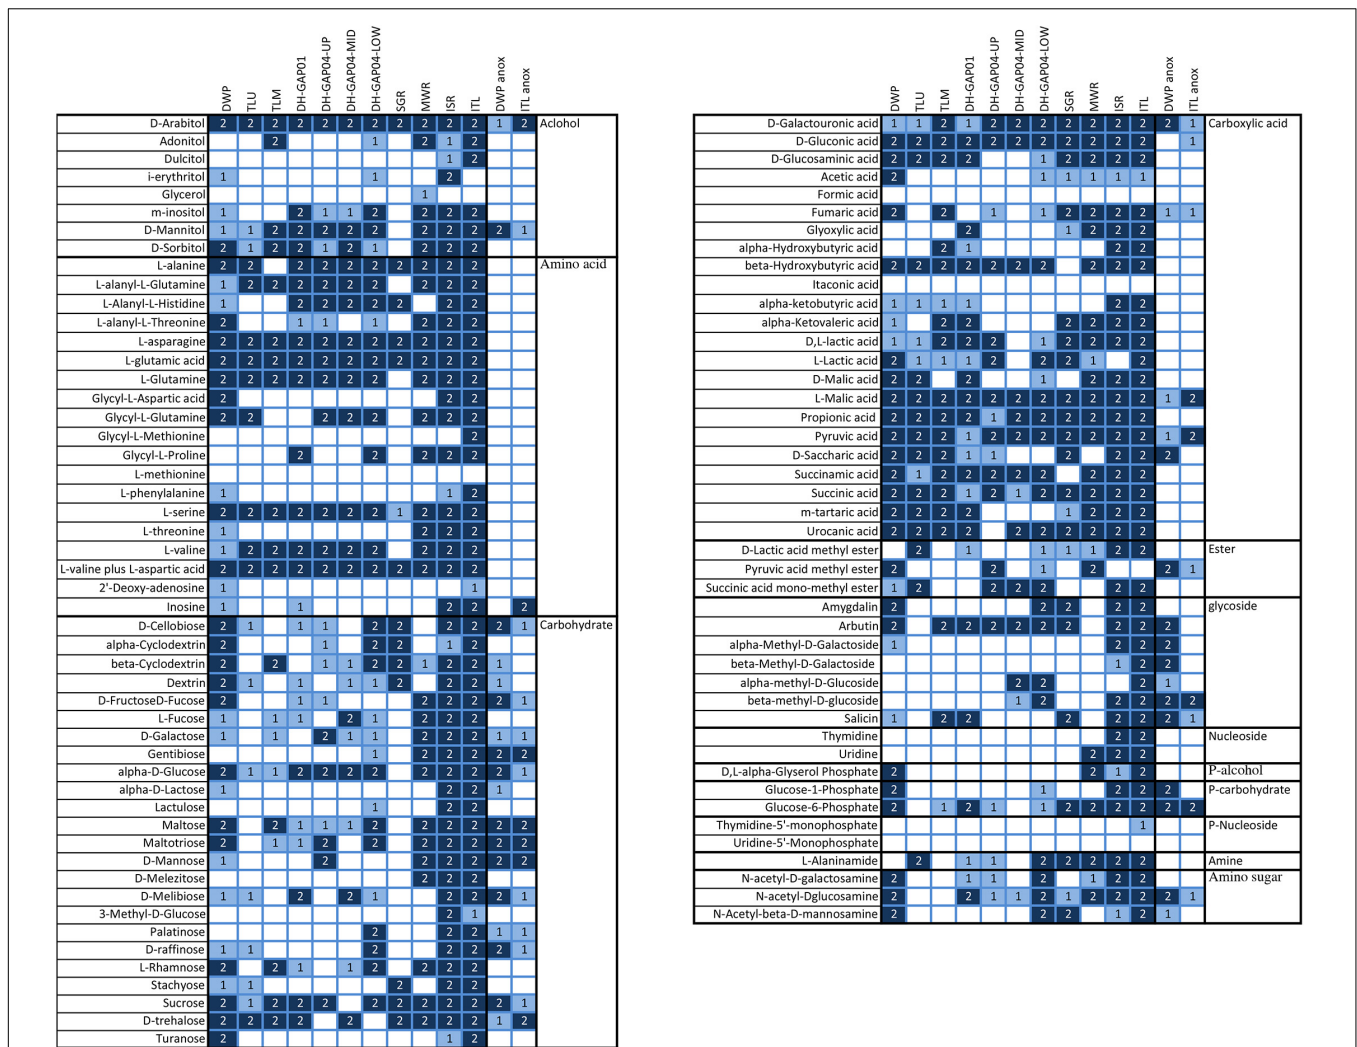 DWP TLU TLM DH-GAP01 DH-GAP04-UP DH-GAP04-MID DH-GAP04-LOW SGR MWR ISR ITL DWP anox ITL anox
D-Arabitol 2 2 2 2 2 2 2 2 2 2 2 1 2 Aclohol
Adonitol 2 1 2 1 2
Dulcitol 1 2
i-erythritol 1 1 2
Glycerol 1
m-inositol 1 2 1 1 2 2 2 2
D-Mannitol 1 1 2 2 2 2 2 2 2 2 2 1
D-Sorbitol 2 1 2 2 1 2 1 2 2 2
L-alanine 2 2 2 2 2 2 2 2 2 2 Amino acid
L-alanyl-L-Glutamine 1 2 2 2 2 2 2 2 2 2
L-Alanyl-L-Histidine 1 2 2 2 2 2 2 2
L-alanyl-L-Threonine 2 1 1 1 2 2 2
L-asparagine 2 2 2 2 2 2 2 2 2 2 2
L-glutamic acid 2 2 2 2 2 2 2 2 2 2 2
L-Glutamine 2 2 2 2 2 2 2 2 2 2
Glycyl-L-Aspartic acid 2 2 2
Glycyl-L-Glutamine 2 2 2 2 2 2 2 2
Glycyl-L-Methionine 2
Glycyl-L-Proline 2 2 2 2 2
L-methionine
L-phenylalanine 1 1 2
L-serine 2 2 2 2 2 2 2 1 2 2 2
L-threonine 1 2 2 2
L-valine 1 2 2 2 2 2 2 2 2 2
L-valine plus L-aspartic acid 2 2 2 2 2 2 2 2 2 2 2
2'-Deoxy-adenosine 1 1
Inosine 1 1 2 2 2
D-Cellobiose 2 1 1 1 2 2 2 2 2 1 Carbohydrate
alpha-Cyclodextrin 2 1 2 2 1 2
beta-Cyclodextrin 2 2 1 1 2 2 1 2 2 1
Dextrin 2 1 1 1 1 2 2 2 1
D-FructoseD-Fucose 2 1 1 2 2 2 2 1
L-Fucose 1 1 1 2 1 2 2 2
D-Galactose 1 1 2 1 1 2 2 2 1 1
Gentibiose 1 2 2 2 2
alpha-D-Glucose 2 1 1 2 2 2 2 2 2 2 2 1
alpha-D-Lactose 1 2 2 1
Lactulose 1 2 2
Maltose 2 2 1 1 1 2 2 2 2 2 2
Maltotriose 2 1 1 2 2 2 2 2 2 2
D-Mannose 1 2 2 2 2 2 2
D-Melezitose 2 2 2
D-Melibiose 1 1 2 2 1 2 2 2 1
3-Methyl-D-Glucose 2 1
Palatinose 2 2 2 1 1
D-raffinose 1 1 2 2 2 2 1
L-Rhamnose 2 2 1 1 2 2 2 2
Stachyose 1 1 2 2 2
Sucrose 2 1 2 2 2 2 2 2 2 2 2 1
D-trehalose 2 2 2 2 2 2 2 2 2 1 2
Turanose 2 1 2
DWP TLU TLM DH-GAP01 DH-GAP04-UP DH-GAP04-MID DH-GAP04-LOW SGR MWR ISR ITL DWP anox ITL anox
D-Galactouronic acid 1 1 2 1 2 2 2 2 2 2 2 2 1 Carboxylic acid
D-Gluconic acid 2 2 2 2 2 2 2 2 2 2 2 1
D-Glucosaminic acid 2 2 2 2 1 2 2 2 2
Acetic acid 2 1 1 1 1 1
Formic acid
Fumaric acid 2 2 1 1 2 2 2 2 1 1
Glyoxylic acid 2 1 2 2 2
alpha-Hydroxybutyric acid 2 1 2 2
beta-Hydroxybutyric acid 2 2 2 2 2 2 2 2 2 2
Itaconic acid
alpha-ketobutyric acid 1 1 1 1 2 2
alpha-Ketovaleric acid 1 2 2 2 2 2 2
D,L-lactic acid 1 1 2 2 2 1 2 2 2 2
L-Lactic acid 2 1 1 1 2 2 2 1 2
D-Malic acid 2 2 2 1 2 2 2
L-Malic acid 2 2 2 2 2 2 2 2 2 2 2 1 2
Propionic acid 2 2 2 2 1 2 2 2 2 2 2
Pyruvic acid 2 2 2 1 2 2 2 2 2 2 2 1 2
D-Saccharic acid 2 2 2 1 1 2 2 2 2
Succinamic acid 2 1 2 2 2 2 2 2 2 2
Succinic acid 2 2 2 1 2 1 2 2 2 2 2
m-tartaric acid 2 2 2 2 1 2 2 2
Urocanic acid 2 2 2 2 2 2 2 2 2 2
D-Lactic acid methyl ester 2 1 1 1 1 2 2 Ester
Pyruvic acid methyl ester 2 2 1 2 2 1
Succinic acid mono-methyl ester 1 2 2 2 2 2 2
Amygdalin 2 2 2 2 2 glycoside
Arbutin 2 2 2 2 2 2 2 2 2 2
alpha-Methyl-D-Galactoside 1 2 2 2
beta-Methyl-D-Galactoside 1 2 2
alpha-methyl-D-Glucoside 2 2 2 1
beta-methyl-D-glucoside 1 2 2 2 2 2
Salicin 1 2 2 2 2 2 2 1
Thymidine 2 2 Nucleoside
Uridine 2 2 2
D,L-alpha-Glyserol Phosphate 2 2 1 2 P-alcohol
Glucose-1-Phosphate 2 1 2 2 2 P-carbohydrate
Glucose-6-Phosphate 2 1 2 1 1 2 2 2 2 2 2
Thymidine-5'-monophosphate 1 P-Nucleoside
Uridine-5'-Monophosphate
L-Alaninamide 2 1 1 2 2 2 2 2 Amine
N-acetyl-D-galactosamine 2 1 1 2 1 2 2 Amino sugar
N-acetyl-Dglucosamine 2 2 1 1 2 1 2 2 2 2 1
N-Acetyl-beta-D-mannosamine 2 2 2 1 2 1